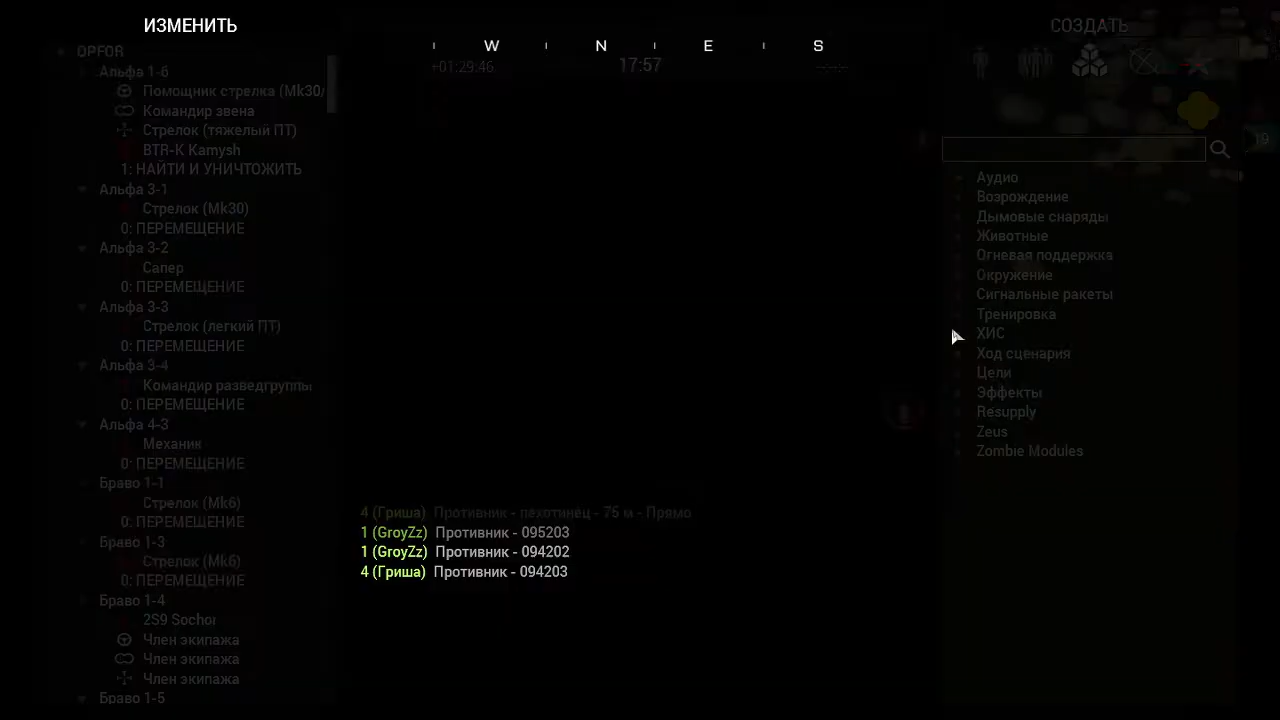 ИЗМЕНИТЬ
СОЗДАТЬ
W N E S
+01:29:46
17:57
19
OPFOR
Альфа 1-6
Помощник стрелка (Mk30/
Командир звена
Стрелок (тяжелый ПТ)
BTR-K Kamysh
1: НАЙТИ И УНИЧТОЖИТЬ
Альфа 3-1
Стрелок (Mk30)
0: ПЕРЕМЕЩЕНИЕ
Альфа 3-2
Сапер
0: ПЕРЕМЕЩЕНИЕ
Альфа 3-3
Стрелок (легкий ПТ)
0: ПЕРЕМЕЩЕНИЕ
Альфа 3-4
Командир разведгруппы
0: ПЕРЕМЕЩЕНИЕ
Альфа 4-3
Механик
0: ПЕРЕМЕЩЕНИЕ
Браво 1-1
Стрелок (Mk6)
0: ПЕРЕМЕЩЕНИЕ
Браво 1-3
Стрелок (Mk6)
0: ПЕРЕМЕЩЕНИЕ
Браво 1-4
2S9 Sochor
Член экипажа
Член экипажа
Член экипажа
Браво 1-5
4 (Гриша) Противник - пехотинец - 75 м - Прямо
1 (GroyZz) Противник - 095203
1 (GroyZz) Противник - 094202
4 (Гриша) Противник - 094203
Аудио
Возрождение
Дымовые снаряды
Животные
Огневая поддержка
Окружение
Сигнальные ракеты
Тренировка
ХИС
Ход сценария
Цели
Эффекты
Resupply
Zeus
Zombie Modules